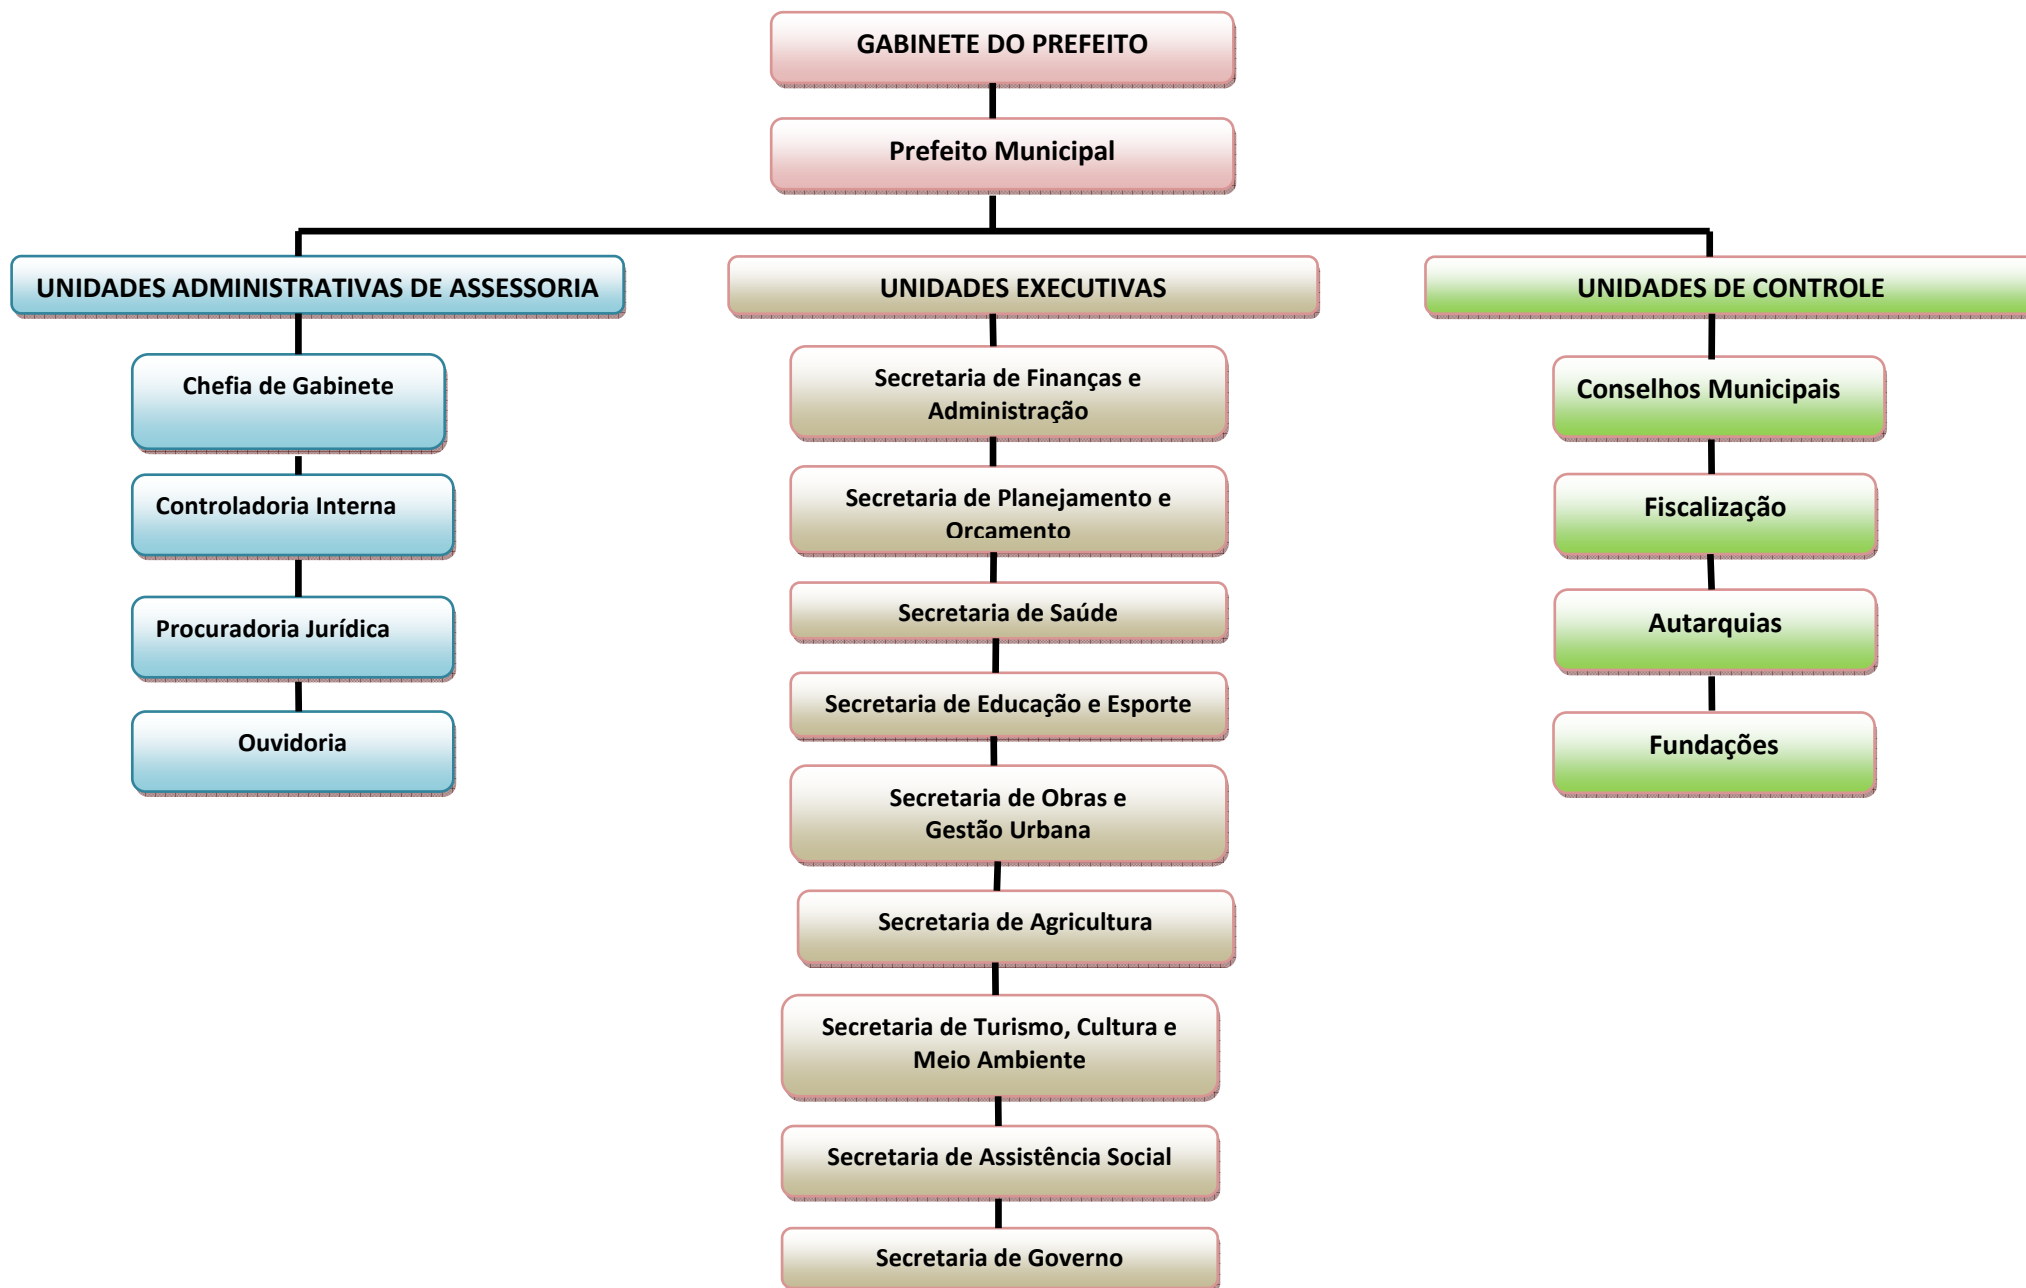 GABINETE DO PREFEITO
Prefeito Municipal
UNIDADES ADMINISTRATIVAS DE ASSESSORIA
Chefia de Gabinete
Controladoria Interna
Procuradoria Jurídica
Ouvidoria
UNIDADES EXECUTIVAS
Secretaria de Finanças e
Administração
Secretaria de Planejamento e
Orcamento
Secretaria de Saúde
Secretaria de Educação e Esporte
Secretaria de Obras e
Gestão Urbana
Secretaria de Agricultura
Secretaria de Turismo, Cultura e
Meio Ambiente
Secretaria de Assistência Social
Secretaria de Governo
UNIDADES DE CONTROLE
Conselhos Municipais
Fiscalização
Autarquias
Fundações